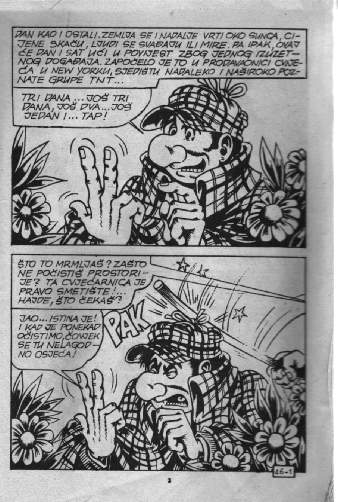 DAN KAO I OSTALI, ZEMLJA SE I NADALJE VRTI OKO SUNCA, CI-
JENE SKAČU, LJUDI SE SVAĐAJU ILI MIRE. PA IPAK, OVAJ
ĆE DAN I SAT UĆI U POVIJEST ZBOG JEDNOG IZUZET-
NOG DOGAĐAJA. ZAPOČELO JE TO U PRODAVAONICI CVIJE-
ĆA U NEW YORKU, SJEDIŠTU NADALEKO I NAŠIROKO POZ-
NATE GRUPE TNT...
TRI DANA... JOŠ TRI
DANA, JOŠ DVA... JOŠ
JEDAN I... TAP!
ŠTO TO MRMLJAŠ? ZAŠTO
NE POČISTIŠ PROSTORI-
JE? TA CVJEĆARNICA JE
PRAVO SMETIŠTE!...
HAJDE, ŠTO ČEKAŠ?
PAK
JAO... ISTINA JE!
I KAD JE PONEKAD
OČISTIMO, ČOVJEK
SE TU NELAGOD-
NO OSJEĆA!
26-1
3